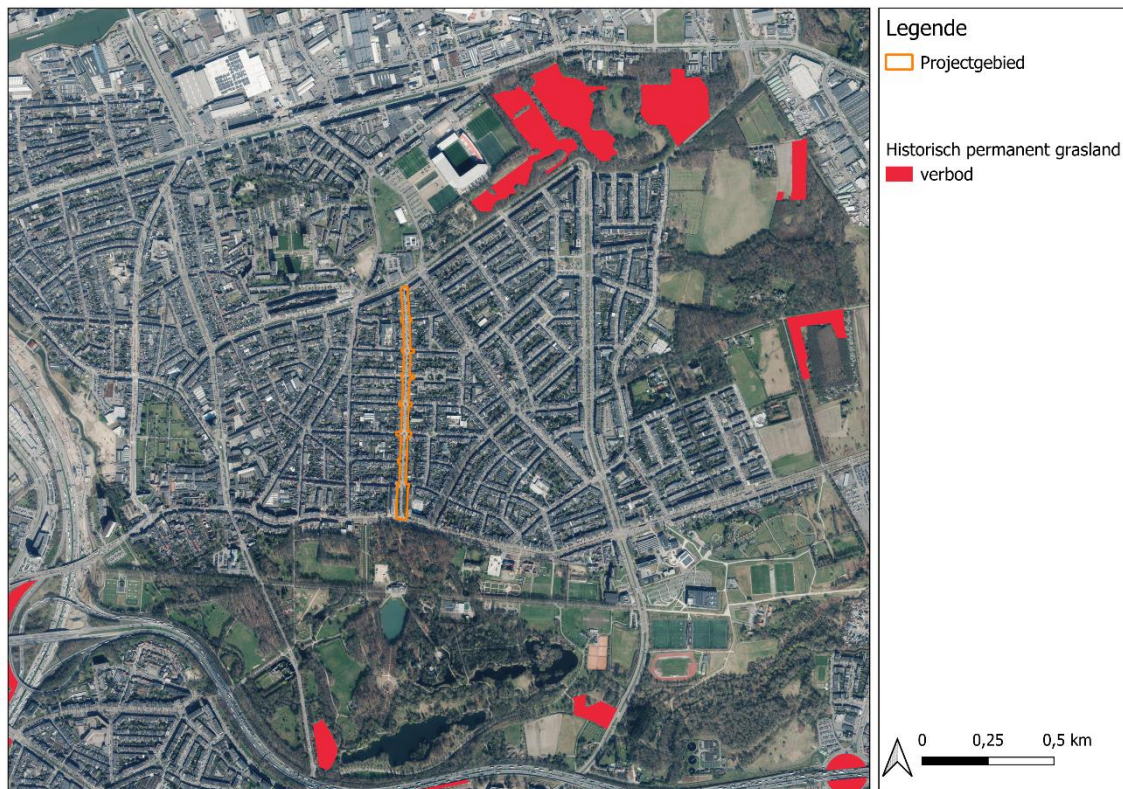 Legende
Projectgebied
Historisch permanent grasland
verbod
0 0,25 0,5 km